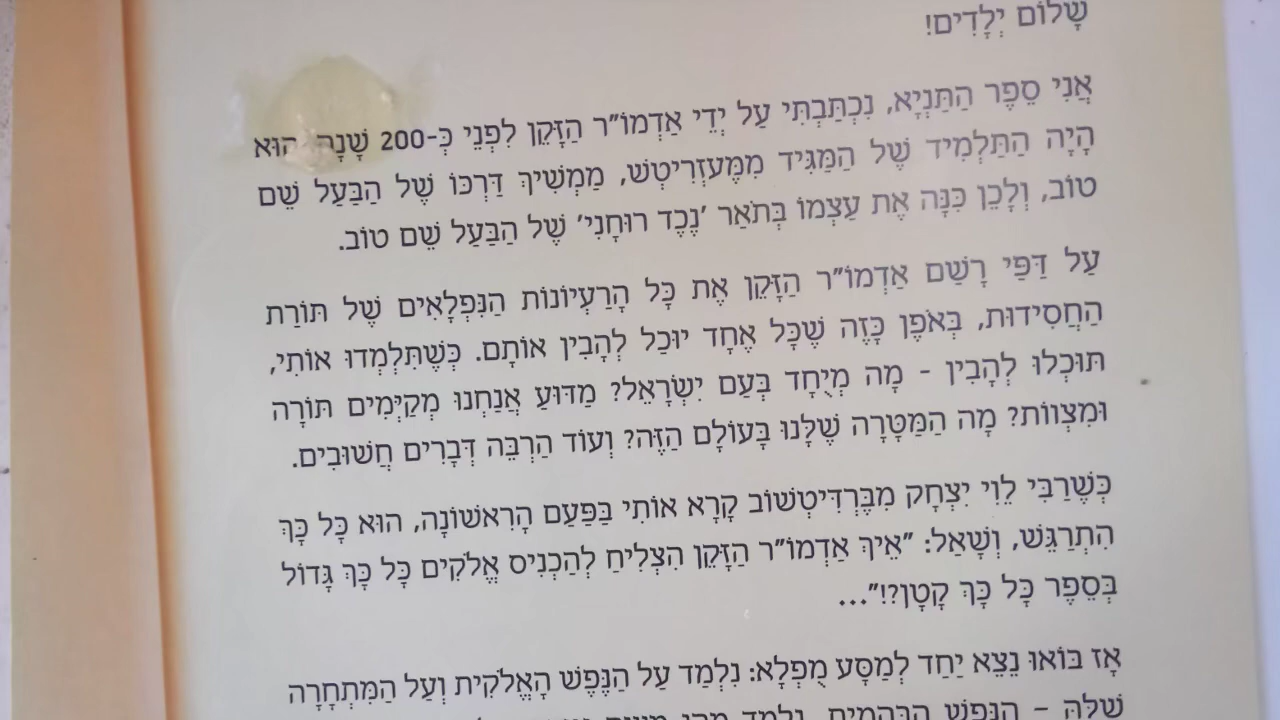 שָׁלוֹם יְלָדִים!
אֲנִי סֵפֶר הַתַּנְיָא, נִכְתַּבְתִּי עַל יְדֵי אַדְמוֹ"ר הַזָּקֵן לִפְנֵי כְּ-200 שָׁנָה הוּא
הָיָה הַתַּלְמִיד שֶׁל הַמַּגִּיד מִמֶּעזְרִיטְשׁ, מַמְשִׁיךְ דַּרְכּוֹ שֶׁל הַבַּעַל שֵׁם
טוֹב, וְלָכֵן כִּנָּה אֶת עַצְמוֹ בְּתֹאַר 'נֶכֶד רוּחָנִי' שֶׁל הַבַּעַל שֵׁם טוֹב.
עַל דַּפַּי רָשַׁם אַדְמוֹ"ר הַזָּקֵן אֶת כָּל הָרַעְיוֹנוֹת הַנִּפְלָאִים שֶׁל תּוֹרַת
הַחֲסִידוּת, בְּאֹפֶן כָּזֶה שֶׁכָּל אֶחָד יוּכַל לְהָבִין אוֹתָם. כְּשֶׁתִּלְמְדוּ אוֹתִי,
תּוּכְלוּ לְהָבִין - מָה מְיֻחָד בְּעַם יִשְׂרָאֵל? מַדּוּעַ אֲנַחְנוּ מְקַיְּמִים תּוֹרָה
וּמִצְווֹת? מָה הַמַּטָּרָה שֶׁלָּנוּ בָּעוֹלָם הַזֶּה? וְעוֹד הַרְבֵּה דְּבָרִים חֲשׁוּבִים.
כְּשֶׁרַבִּי לֵוִי יִצְחָק מִבֶּרְדִּיטְשׁוֹב קָרָא אוֹתִי בַּפַּעַם הָרִאשׁוֹנָה, הוּא כָּל כָּךְ
הִתְרַגֵּשׁ, וְשָׁאַל: "אֵיךְ אַדְמוֹ"ר הַזָּקֵן הִצְלִיחַ לְהַכְנִיס אֱלֹקִים כָּל כָּךְ גָּדוֹל
בְּסֵפֶר כָּל כָּךְ קָטָן?!"...
אָז בּוֹאוּ נֵצֵא יַחַד לְמַסָּע מֻפְלָא: נִלְמַד עַל הַנֶּפֶשׁ הָאֱלֹקִית וְעַל הַמִּתְחָרָה
שֶׁלָּהּ – הַנֶּפֶשׁ הַבַּהֲמִית, נִלְמַד